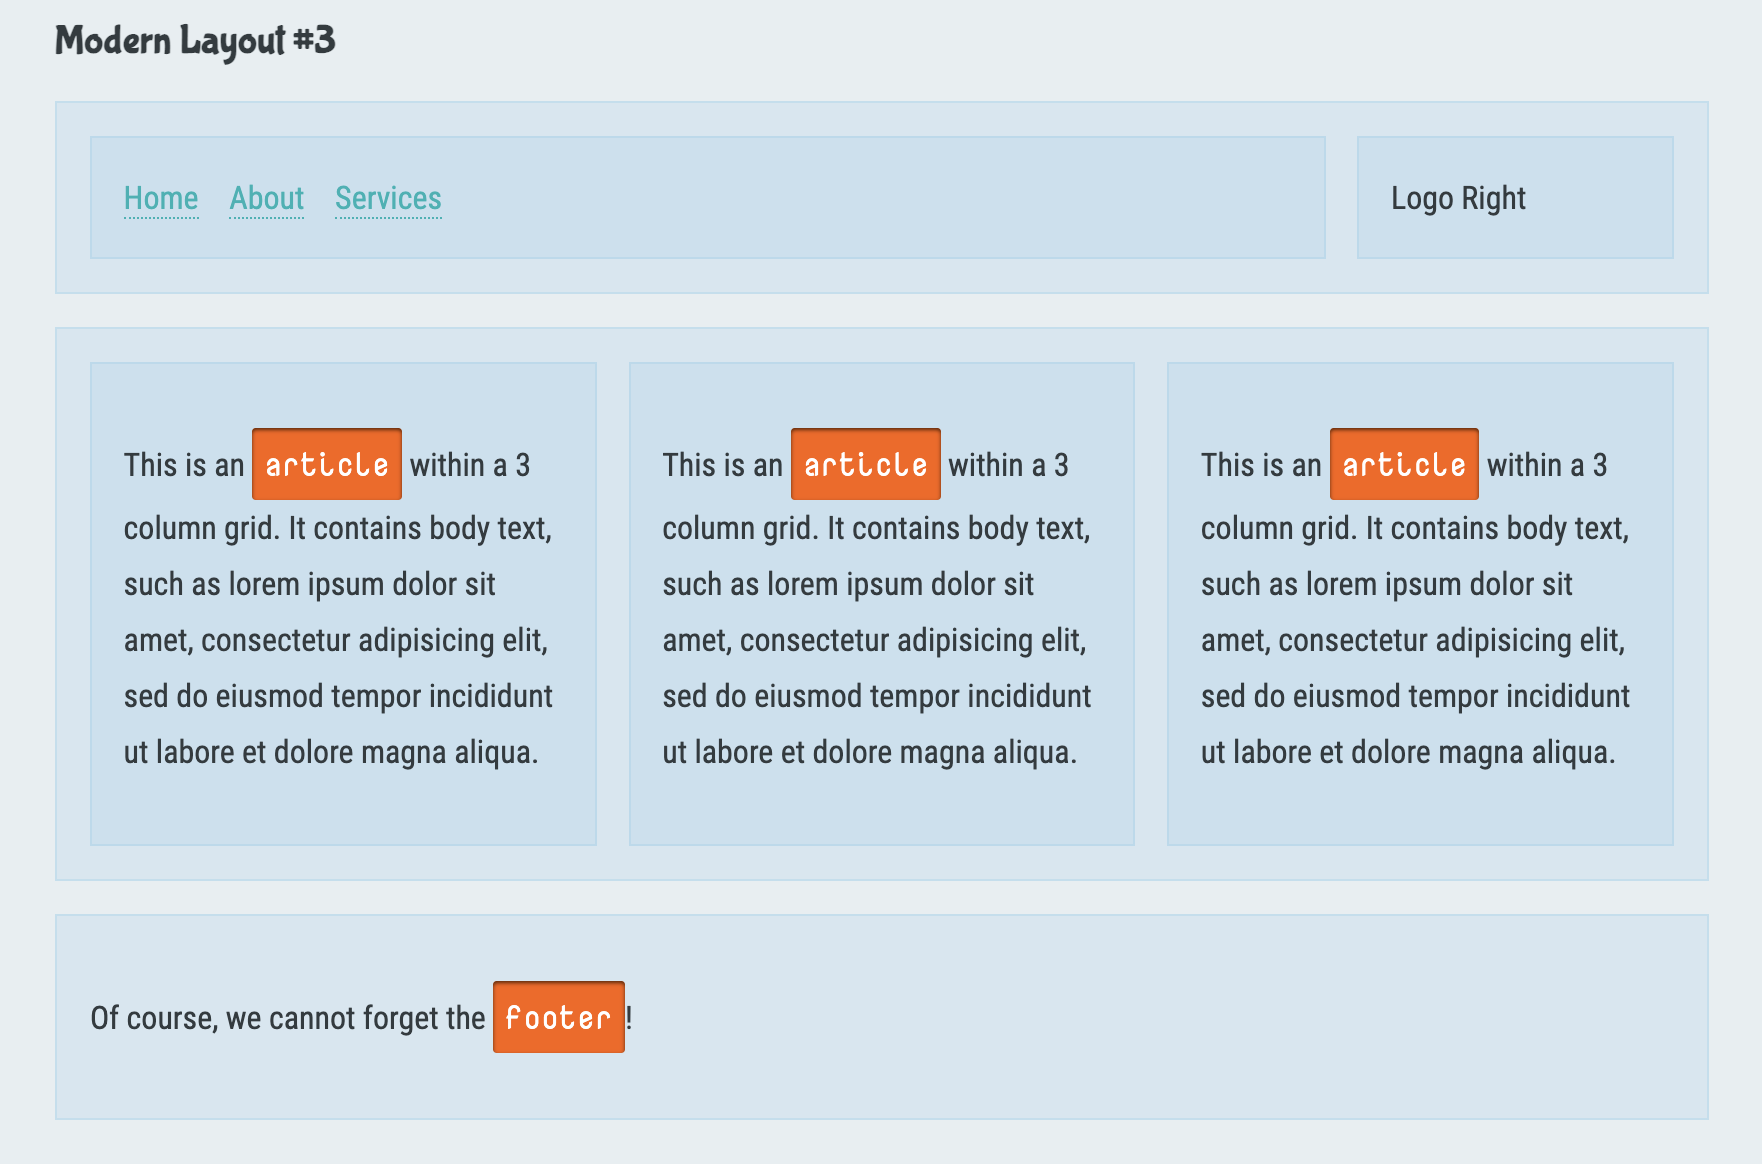 Modern Layout #3
Home About Services
Logo Right
This is an article within a 3
column grid. It contains body text,
such as lorem ipsum dolor sit
amet, consectetur adipisicing elit,
sed do eiusmod tempor incididunt
ut labore et dolore magna aliqua.
This is an article within a 3
column grid. It contains body text,
such as lorem ipsum dolor sit
amet, consectetur adipisicing elit,
sed do eiusmod tempor incididunt
ut labore et dolore magna aliqua.
This is an article within a 3
column grid. It contains body text,
such as lorem ipsum dolor sit
amet, consectetur adipisicing elit,
sed do eiusmod tempor incididunt
ut labore et dolore magna aliqua.
Of course, we cannot forget the footer!